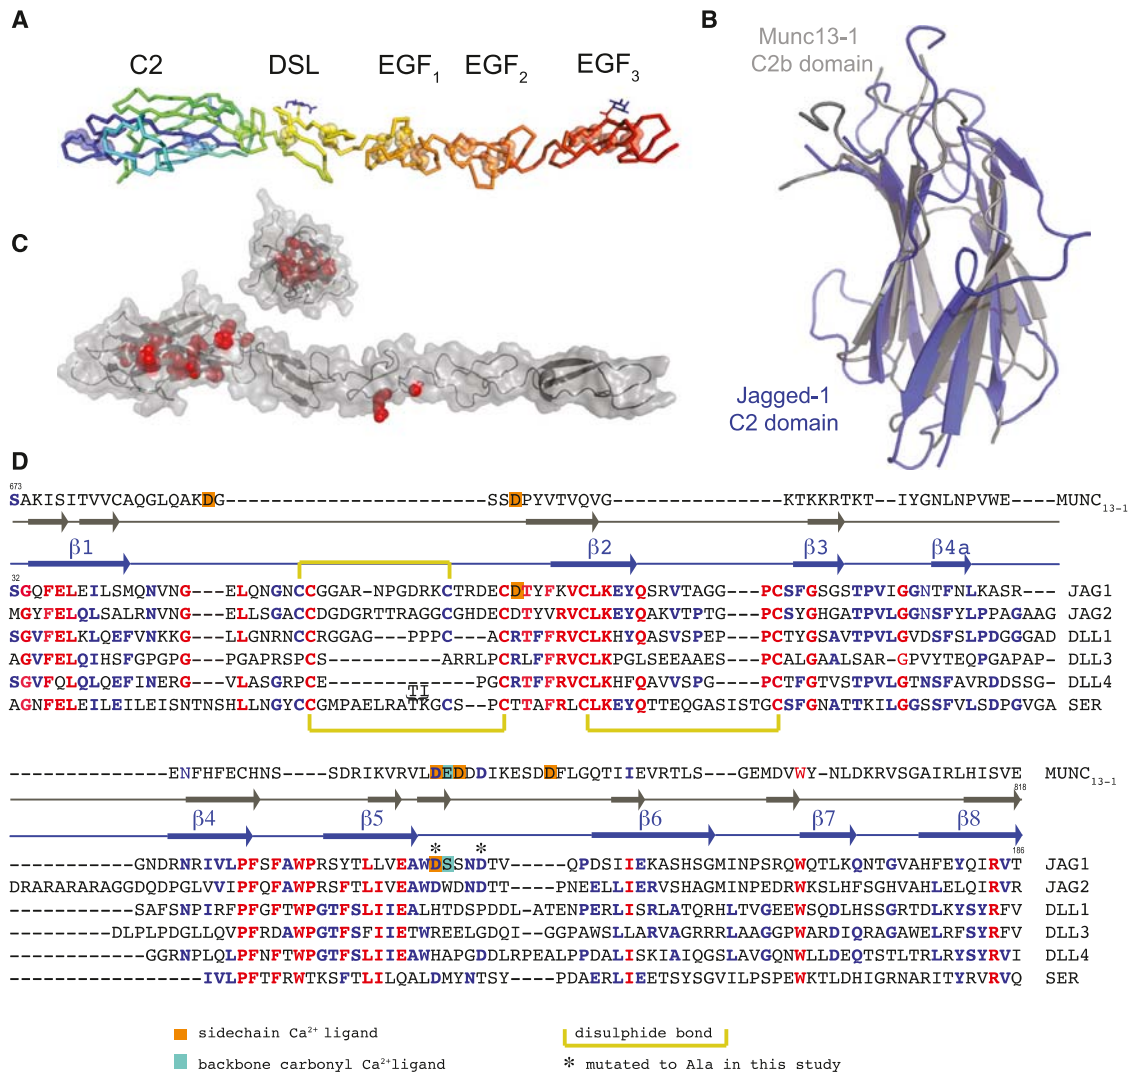 A
C2 DSL EGF1 EGF2 EGF3
B
Munc13-1
C2b domain
Jagged-1
C2 domain
C
D
673
SAKISITVVCAQGLQAKDG----------------------SSDPYVTVQVG--------------KTKKRTKT--IYGNLNPVWE----MUNC13-1
β1 β2 β3 β4a
32
SGQFELEILSMQNVNG---ELQNGNCCGGAR-NPGDRKCTRDECDTYFKVCLKEYQSRVTAGG---PCSFGSGSTPVIGGNTFNLKASR--- JAG1
MGYFELQLSALRNVNG---ELLSGACCDGDGRTTRAGGCGHDECDTYVRVCLKEYQAKVTPTG---PCSYGHGATPVLGGNSFYLPPAGAAG JAG2
SGVFELKLQEFVNKKG---LLGNRNCCRGGAG--PPPC---ACRTFFRVCLKHYQASVSPEP----PCTYGSAVTPVLGVDSFSLPDGGGAD DLL1
AGVFELQIHSFGPGPG---PGAPRSPCS----------ARRLPCRLFFRVCLKPGLSEEAAES---PCALGAALSAR-GPVYTEQPGAPAP- DLL3
SGVFQLQLQEFINERG---VLASGRPCE-------------PGCRTFFRVCLKHFQAVVSPG----PCTFGTVSTPVLGTNSFAVRDDSSG- DLL4
TI
AGNFELEILEILEISNTNSHLLNGYCCGMPAELRATKGCS--PCTTAFRLCLKEYQTTEQGASISTGCSFGNATTKILGGSSFVLSDPGVGA SER
--------------ENFHFECHNS----SDRIKVRVLDEDDDIKESDDFLGQTIIEVRTLS---GEMDVWY-NLDKRVSGAIRLHISVE MUNC13-1
818
β4 β5 β6 β7 β8
* *
186
-----------GNDRNRIVLPFSFAWPRSYTLLVEAWDSSNDTV-----QPDSIIEKASHSGMINPSRQWQTLKQNTGVAHFEYQIRVT JAG1
DRARARARAGGDQDPGLVVIPFQFAWPRSFTLIVEAWDWDNDTT----PNEELLIERVSHAGMINPEDRWKSLHFSGHVAHLELQIRVR JAG2
-----------SAFSNPIRFPFGFTWPGTFSLIIEALHTDSPDDL-ATENPERLISRLATQRHLTVGEEWSQDLHSSGRTDLKYSYRFV DLL1
---------DLPLPDGLLQVPFRDAWPGTFSFIIETWREELGDQI---GGPAWSLLARVAGRRRLAAGGPWARDIQRAGAWELRFSYRFV DLL3
------------GGRNPLQLPFNFTWPGTFSLIIEAWHAPGDDLRPEALPPDALISKIAIQGSLAVGQNWLLDEQTSTLTRLRYSYRVI DLL4
-----------------IVLPFTFRWTKSFTLILQALDMYNTSY-----PDAERLIEETSYSGVILPSPEWKTLDHIGRNARITYRVRVQ SER
sidechain Ca2+ ligand
disulphide bond
backbone carbonyl Ca2+ligand
* mutated to Ala in this study